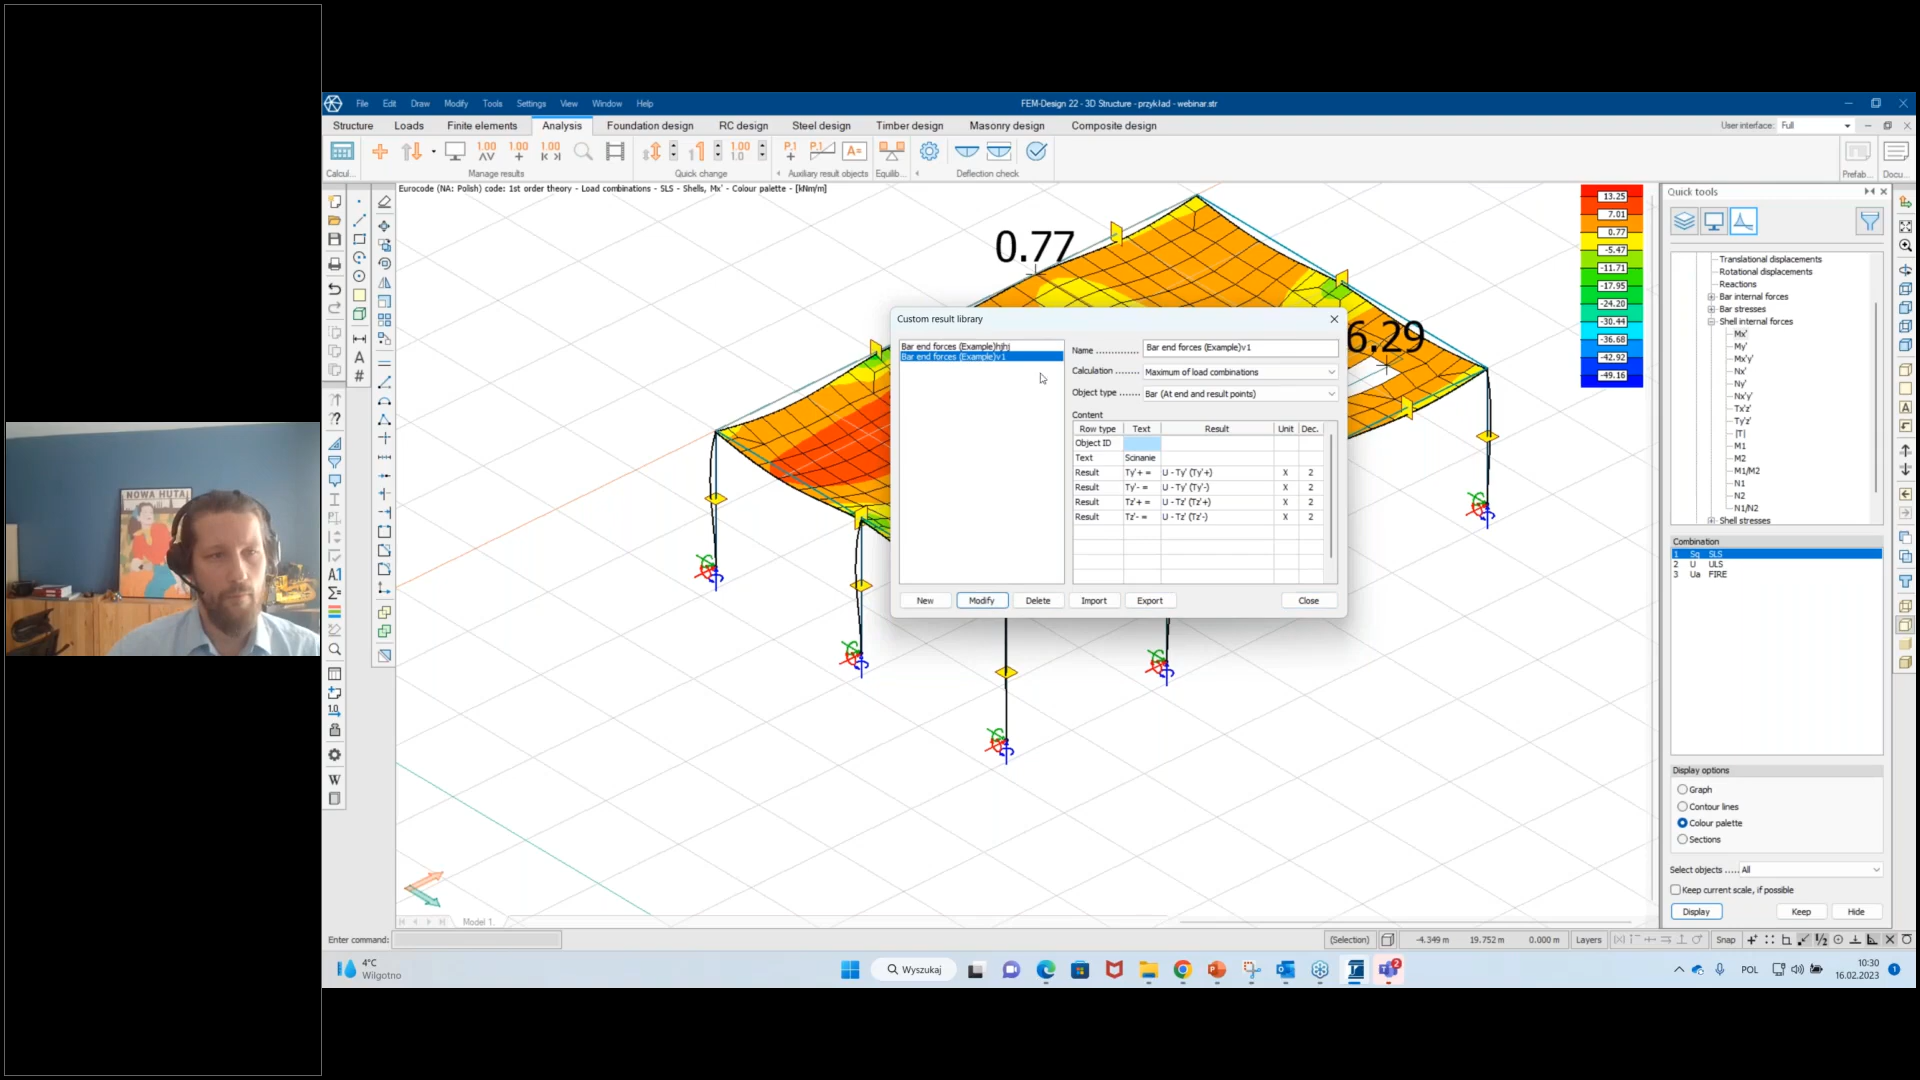 FEM-Design 22 - 3D Structure - przykład - webinar.str
File Edit Draw Modify Tools Settings View Window Help
Structure Loads Finite elements Analysis Foundation design RC design Steel design Timber design Masonry design Composite design
User interface: Full
Calcul... Manage results Quick change Auxiliary result objects Equilib... Deflection check Prefab... Docu...
Eurocode (NA: Polish) code: 1st order theory - Load combinations - SLS - Shells, Mx' - Colour palette - [kNm/m]
0.77
6.29
13.25
7.01
0.77
-5.47
-11.71
-17.95
-24.20
-30.44
-36.68
-42.92
-49.16
NOWA HUTA
Custom result library
Bar end forces (Example)hjhj
Bar end forces (Example)v1
Name ............. Bar end forces (Example)v1
Calculation ........ Maximum of load combinations
Object type ...... Bar (At end and result points)
Content
Row type Text Result Unit Dec.
Object ID
Text Scinanie
Result Ty'+ = U - Ty' (Ty'+) X 2
Result Ty'- = U - Ty' (Ty'-) X 2
Result Tz'+ = U - Tz' (Tz'+) X 2
Result Tz'- = U - Tz' (Tz'-) X 2
New Modify Delete Import Export Close
Quick tools
Translational displacements
Rotational displacements
Reactions
Bar internal forces
Bar stresses
Shell internal forces
Mx'
My'
Mx'y'
Nx'
Ny'
Nx'y'
Tx'z'
Ty'z'
|T|
M1
M2
M1/M2
N1
N2
N1/N2
Shell stresses
Combination
1 Sq SLS
2 U ULS
3 Ua FIRE
Display options
Graph
Contour lines
Colour palette
Sections
Select objects ..... All
Keep current scale, if possible
Display Keep Hide
Model 1
Enter command:
(Selection) -4.349 m 19.752 m 0.000 m Layers Snap
4°C
Wilgotno
Wyszukaj
POL
10:30
16.02.2023